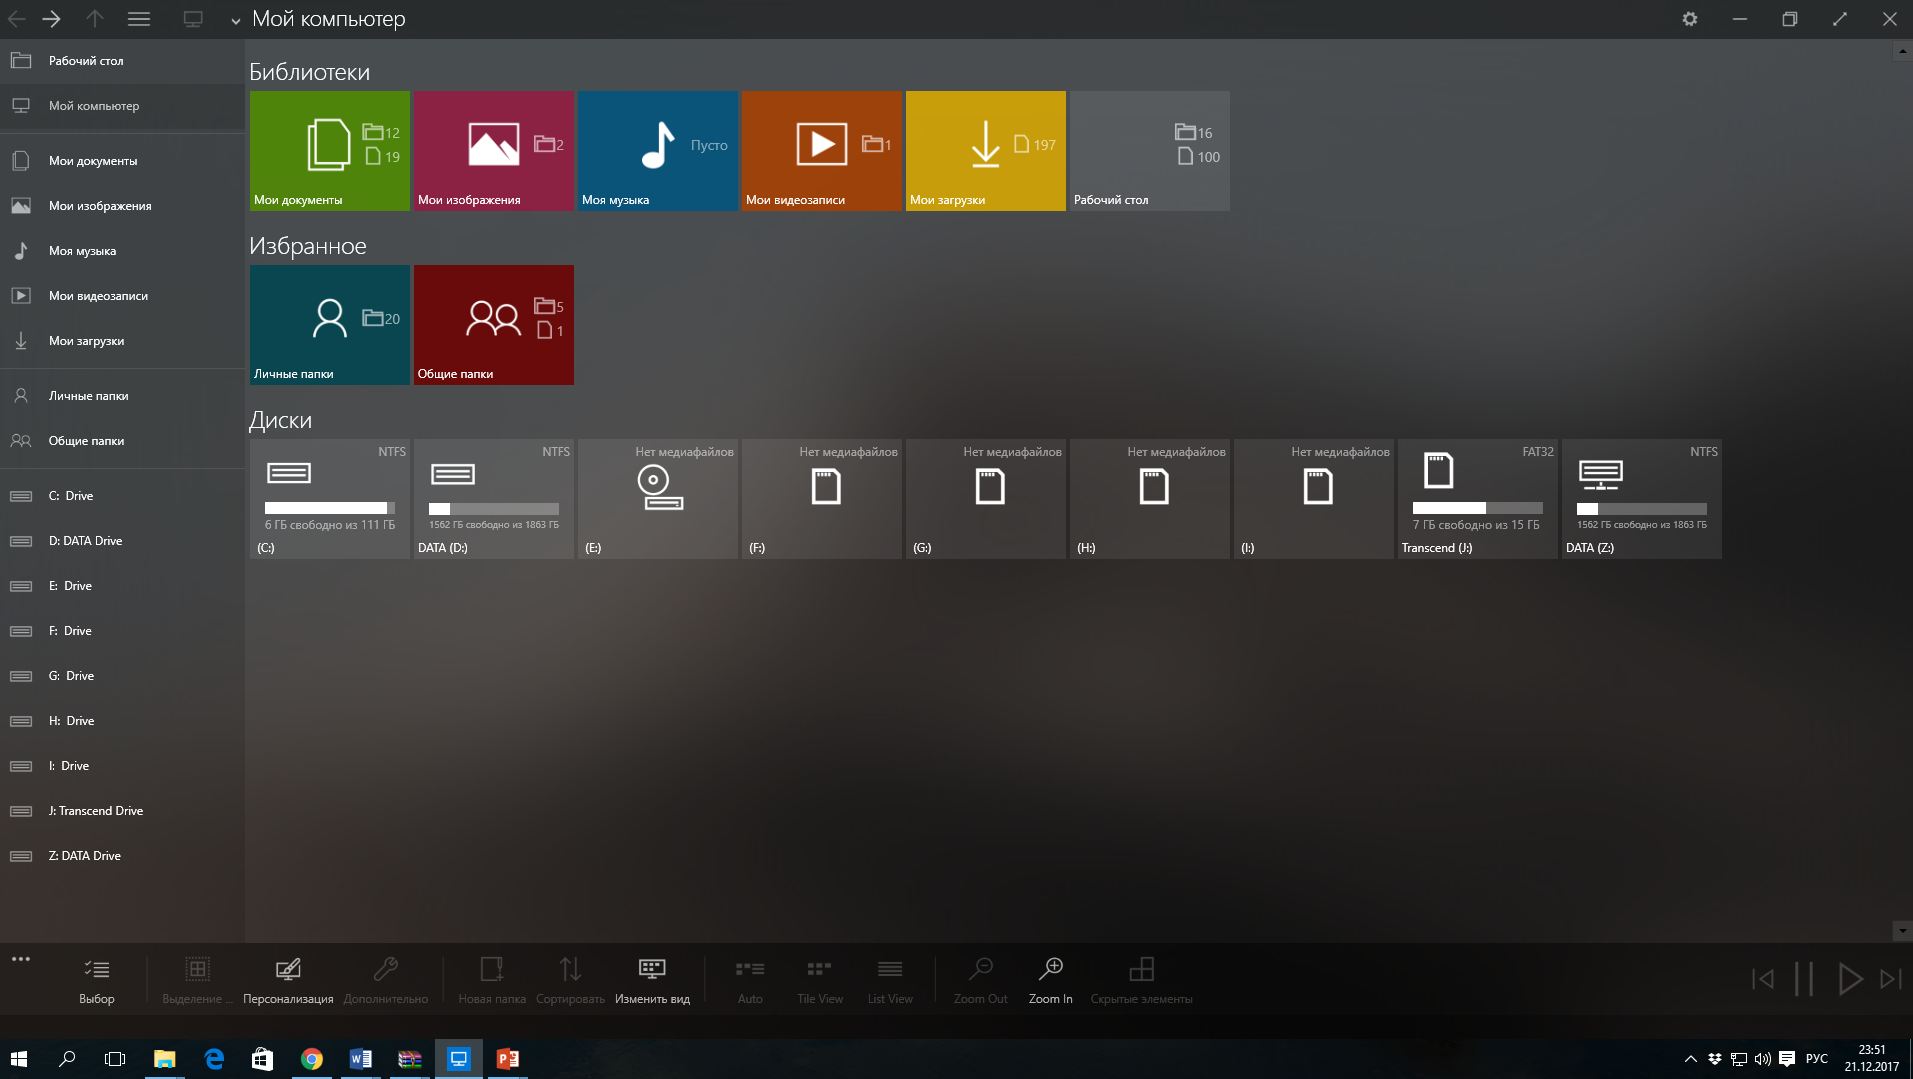 Мой компьютер
Рабочий стол
Мой компьютер
Мои документы
Мои изображения
Моя музыка
Мои видеозаписи
Мои загрузки
Личные папки
Общие папки
C:  Drive
D: DATA Drive
E:  Drive
F:  Drive
G:  Drive
H:  Drive
I:  Drive
J: Transcend Drive
Z: DATA Drive
Библиотеки
12
19
Мои документы
2
Мои изображения
Пусто
Моя музыка
1
Мои видеозаписи
197
Мои загрузки
16
100
Рабочий стол
Избранное
20
Личные папки
5
1
Общие папки
Диски
NTFS
6 ГБ свободно из 111 ГБ
(C:)
NTFS
1562 ГБ свободно из 1863 ГБ
DATA (D:)
Нет медиафайлов
(E:)
Нет медиафайлов
(F:)
Нет медиафайлов
(G:)
Нет медиафайлов
(H:)
Нет медиафайлов
(I:)
FAT32
7 ГБ свободно из 15 ГБ
Transcend (J:)
NTFS
1562 ГБ свободно из 1863 ГБ
DATA (Z:)
Выбор
Выделение ...
Персонализация
Дополнительно
Новая папка
Сортировать
Изменить вид
Auto
Tile View
List View
Zoom Out
Zoom In
Скрытые элементы
РУС
23:51
21.12.2017